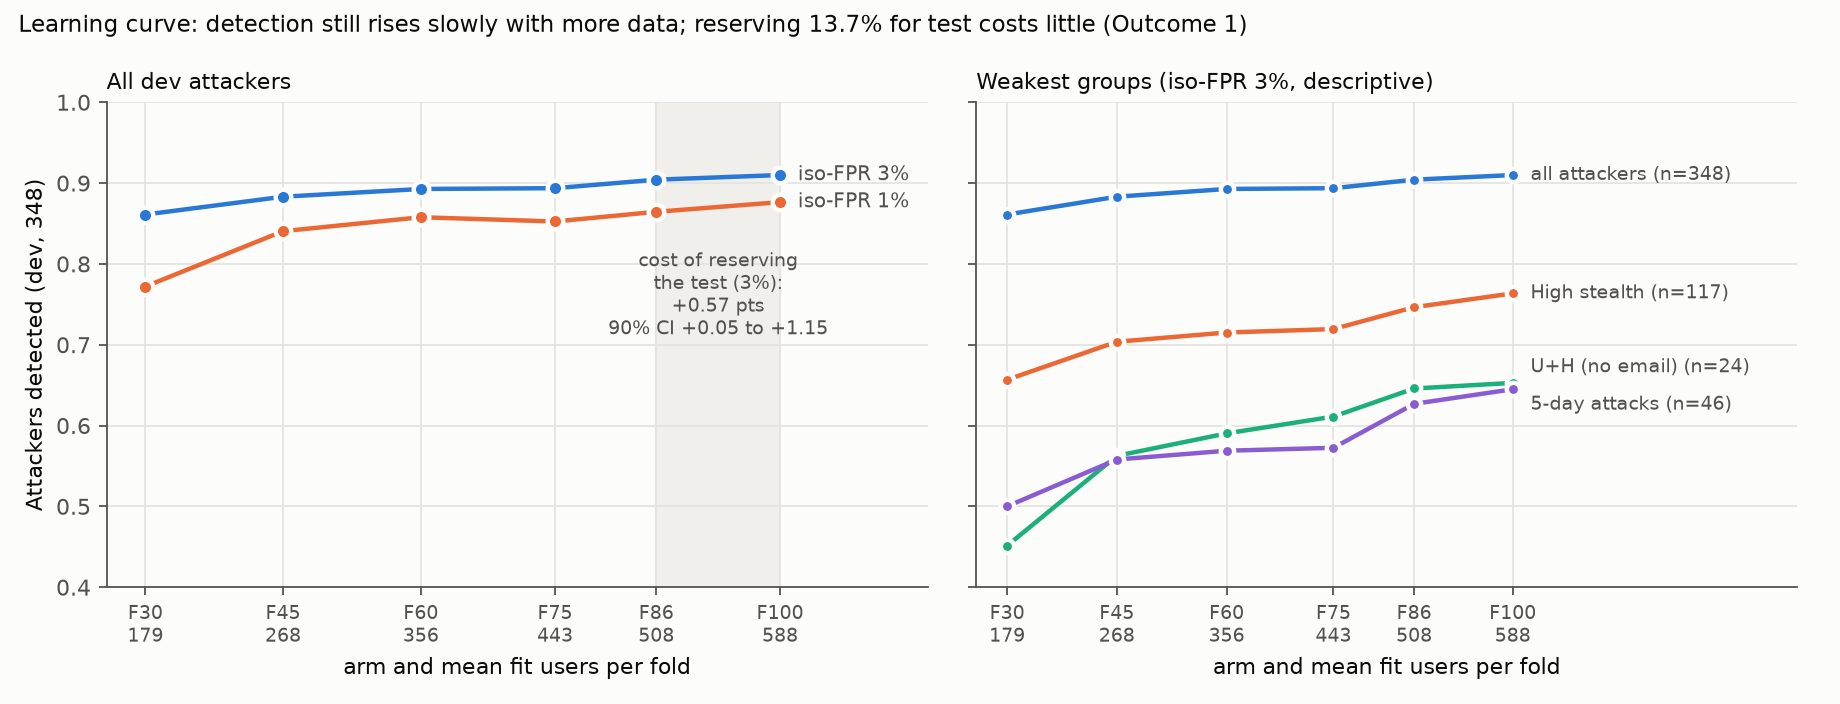 Learning curve: detection still rises slowly with more data; reserving 13.7% for test costs little (Outcome 1)
All dev attackers
Attackers detected (dev, 348)
1.0
0.9
0.8
0.7
0.6
0.5
0.4
iso-FPR 3%
iso-FPR 1%
cost of reserving
the test (3%):
+0.57 pts
90% CI +0.05 to +1.15
F30 F45 F60 F75 F86 F100
179 268 356 443 508 588
arm and mean fit users per fold
Weakest groups (iso-FPR 3%, descriptive)
all attackers (n=348)
High stealth (n=117)
U+H (no email) (n=24)
5-day attacks (n=46)
F30 F45 F60 F75 F86 F100
179 268 356 443 508 588
arm and mean fit users per fold